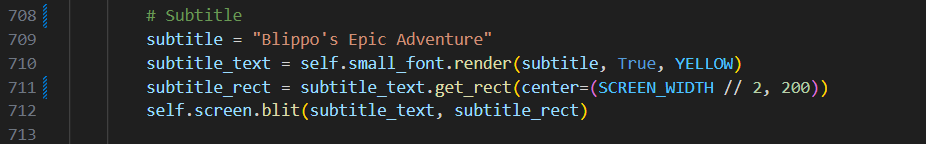 708 # Subtitle
709 subtitle = "Blippo's Epic Adventure"
710 subtitle_text = self.small_font.render(subtitle, True, YELLOW)
711 subtitle_rect = subtitle_text.get_rect(center=(SCREEN_WIDTH // 2, 200))
712 self.screen.blit(subtitle_text, subtitle_rect)
713